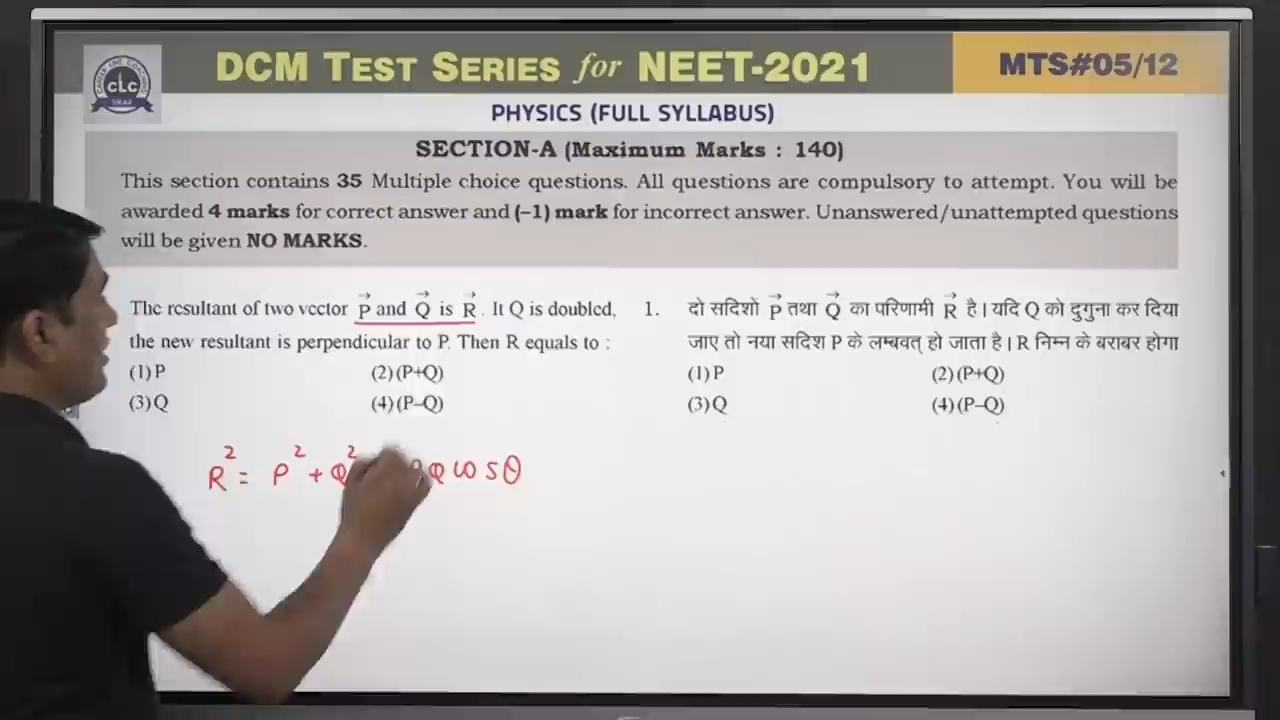 DCM TEST SERIES for NEET-2021
MTS#05/12
CLC
PHYSICS (FULL SYLLABUS)
SECTION-A (Maximum Marks : 140)
This section contains 35 Multiple choice questions. All questions are compulsory to attempt. You will be
awarded 4 marks for correct answer and (–1) mark for incorrect answer. Unanswered/unattempted questions
will be given NO MARKS.
The resultant of two vector P⃗ and Q⃗ is R⃗ . It Q is doubled,
the new resultant is perpendicular to P. Then R equals to :
(1) P (2) (P+Q)
(3) Q (4) (P–Q)
1. दो सदिशों P⃗ तथा Q⃗ का परिणामी R⃗ है। यदि Q को दुगुना कर दिया
जाए तो नया सदिश P के लम्बवत् हो जाता है। R निम्न के बराबर होगा
(1) P (2) (P+Q)
(3) Q (4) (P–Q)
R² = P² + Q² Q cosθ